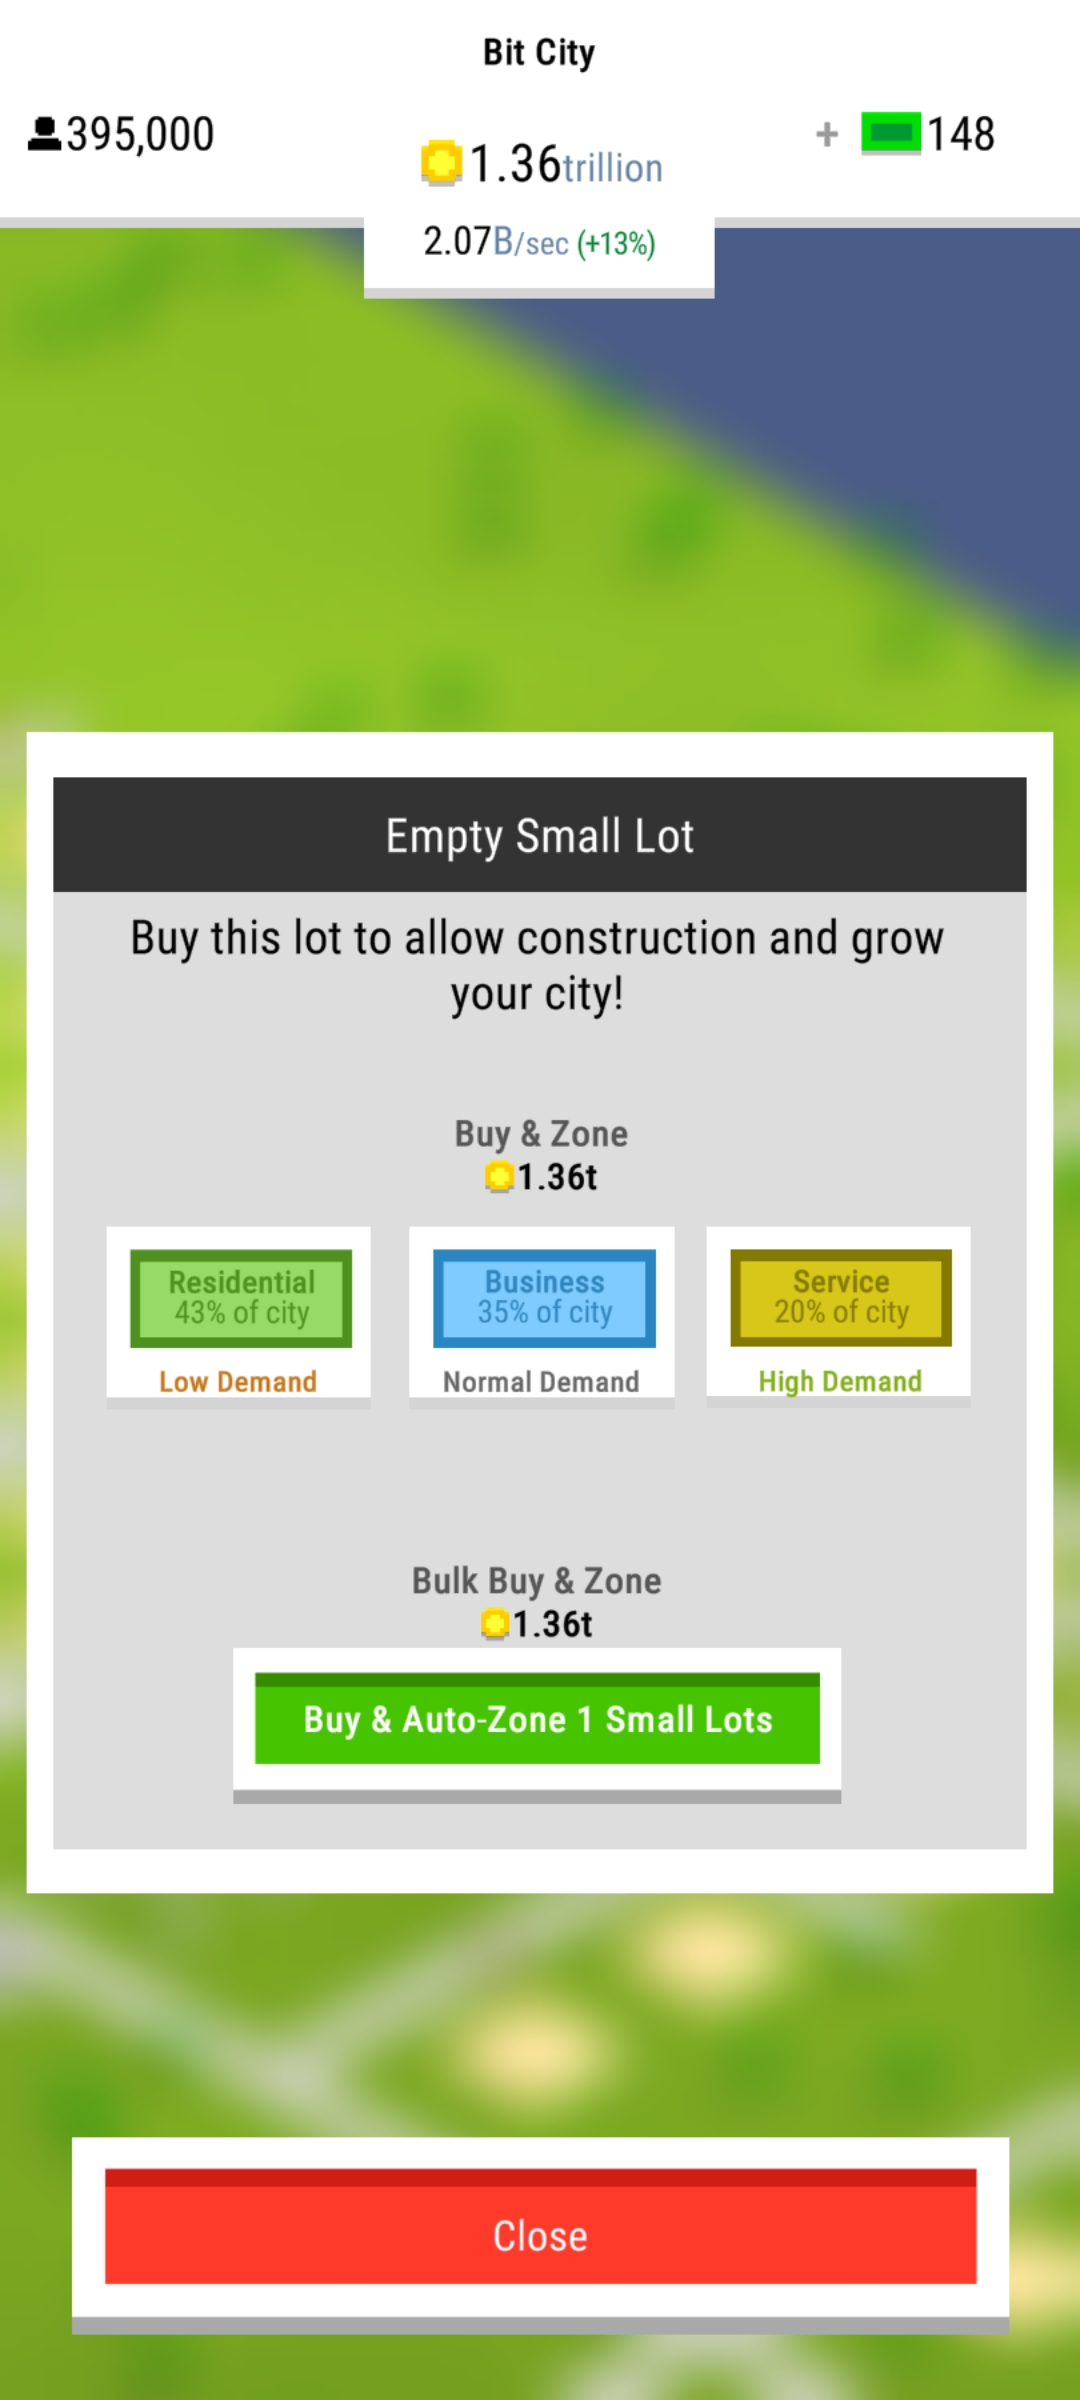 Bit City
395,000
1.36trillion
+ 148
2.07B/sec (+13%)
Empty Small Lot
Buy this lot to allow construction and grow
your city!
Buy & Zone
1.36t
Residential
43% of city
Low Demand
Business
35% of city
Normal Demand
Service
20% of city
High Demand
Bulk Buy & Zone
1.36t
Buy & Auto-Zone 1 Small Lots
Close